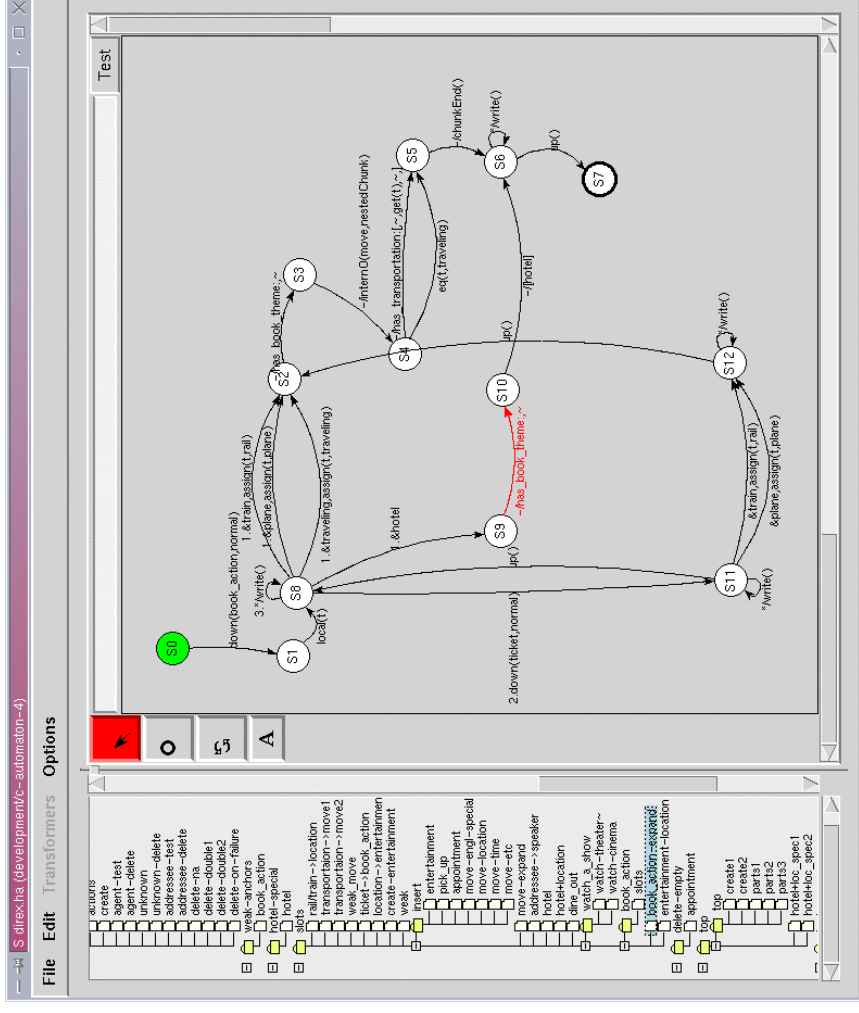 S direx.ha (development/c-automaton-4)
File Edit Transformers Options
actions
create
agent-test
agent-delete
unknown
unknown-delete
addressee-test
addressee-delete
delete-na
delete-double1
delete-double2
delete-on-failure
weak-anchors
book_action
hotel-special
hotel
slots
rail/train->location
transportaion->move1
transportaion->move2
weak_move
ticket->book_action
location->entertainmen
create-entertainment
weak
insert
entertainment
pick_up
appointment
move-engl-special
move-location
move-time
move-etc
move-expand
addressee->speaker
hotel
hotel+location
dine_out
watch_a_show
watch-theater~
watch-cinema
book_action
slots
book_action-expand
entertainment-location
delete-empty
appointment
top
top
create1
create2
parts1
parts2
parts3
hotel+loc_spec1
hotel+loc_spec2
A
Test
S0
down(book_action,normal)
S1
local(t)
S8
3.*/write()
1.&train,assign(t,rail)
1.&plane,assign(t,plane)
1.&traveling,assign(t,traveling)
S2
~/has_book_theme:,~
S3
~/internD(move,nestedChunk)
S4
~/has_transportation:[,~,get(t),~,]
eq(t,traveling)
S5
~/chunkEnd()
S6
*/write()
up()
S7
1.&hotel
S9
~/has_book_theme:,~
S10
~/[hotel]
up()
up()
2.down(ticket,normal)
S11
*/write()
&train,assign(t,rail)
&plane,assign(t,plane)
S12
*/write()